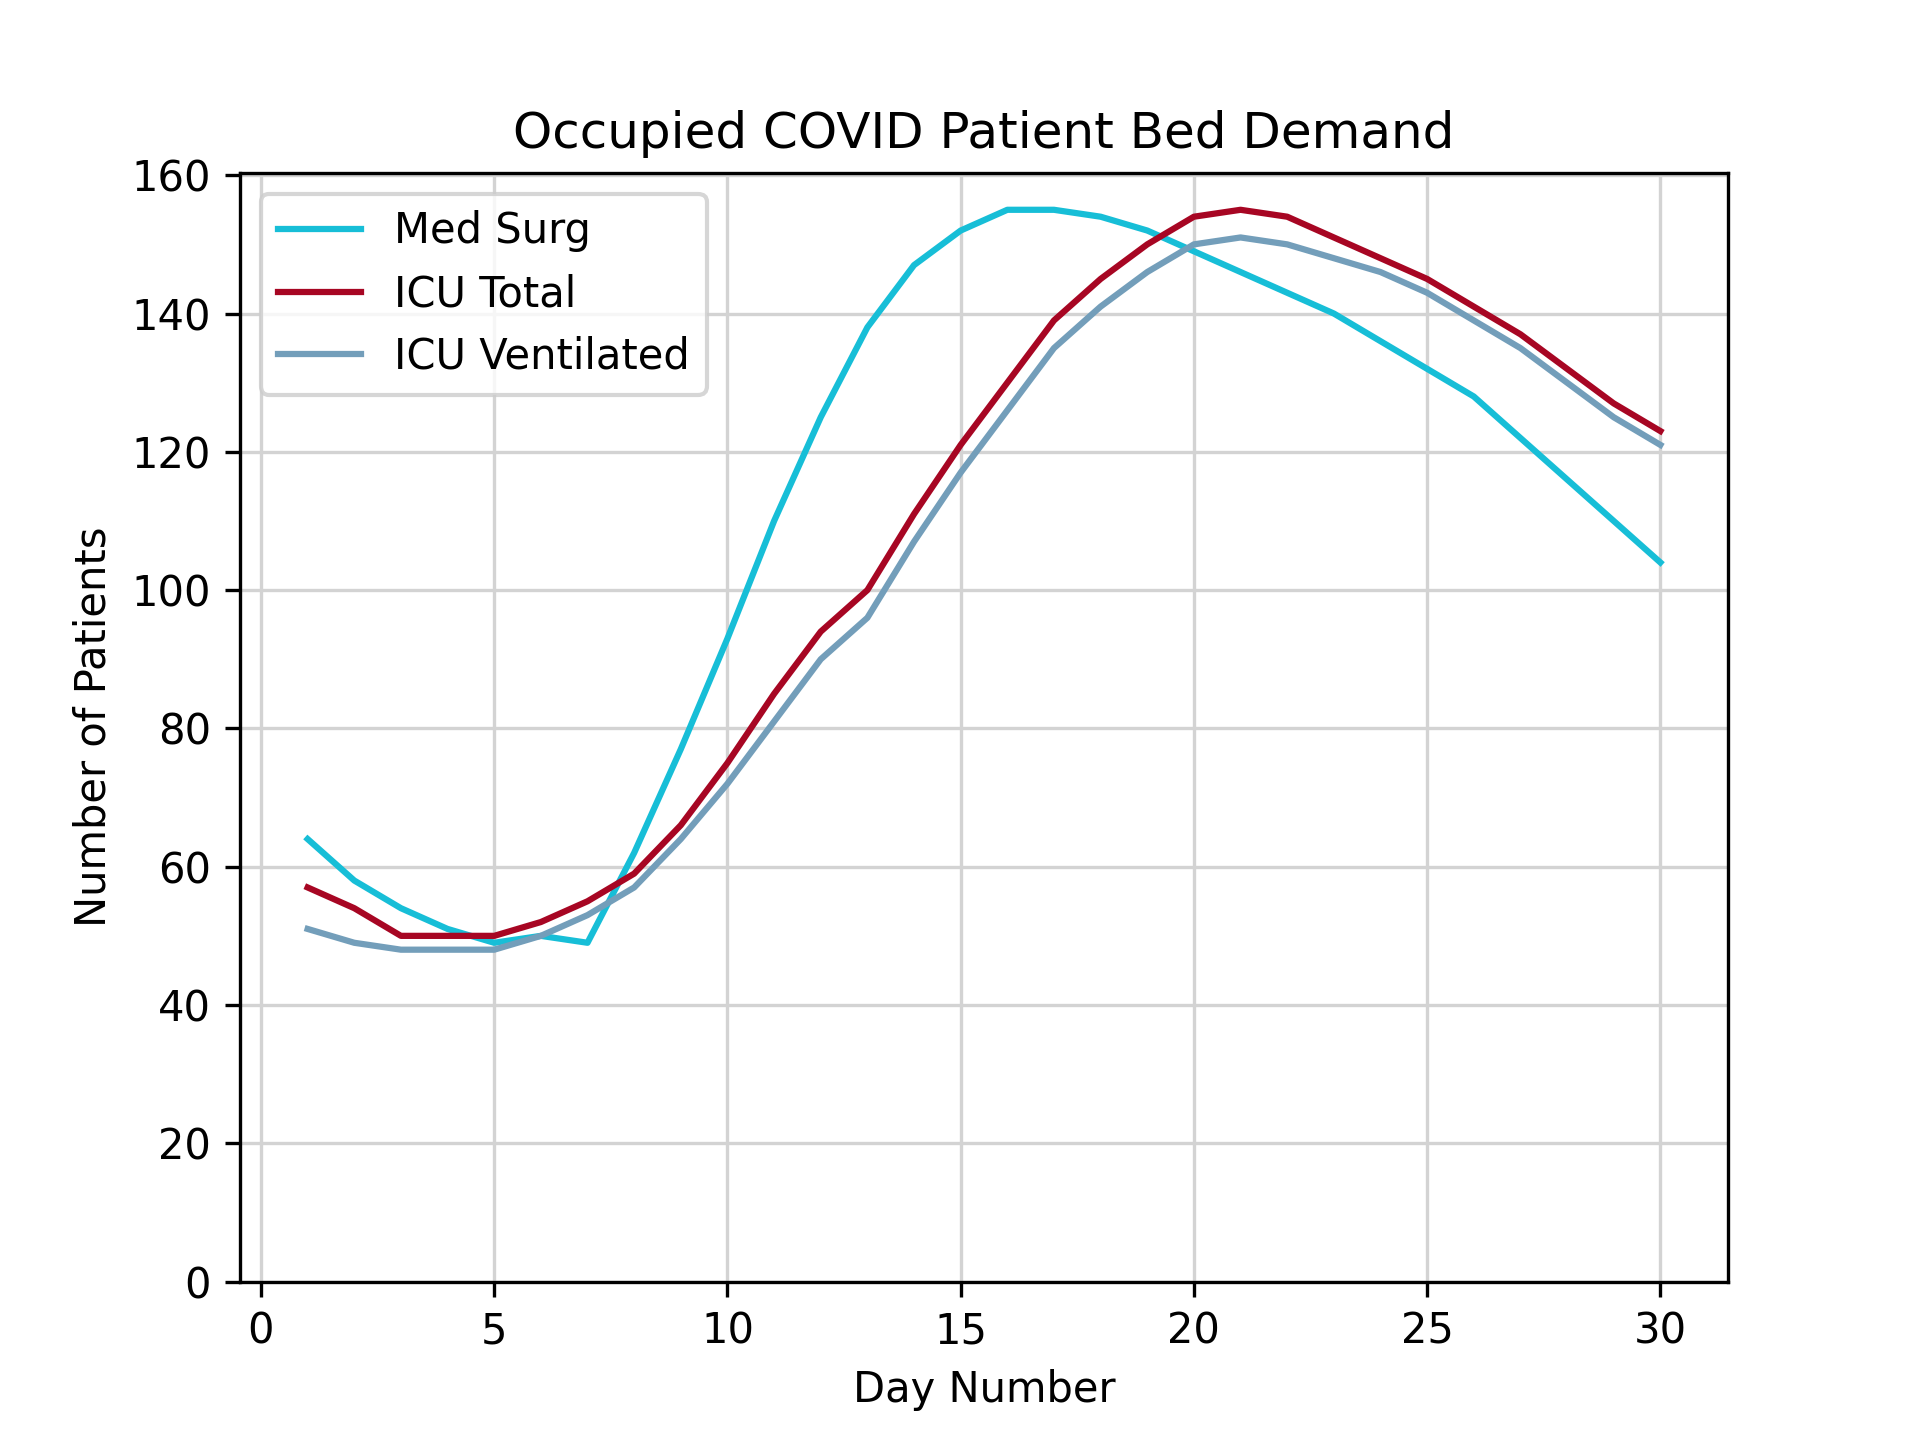 Occupied COVID Patient Bed Demand
Med Surg
ICU Total
ICU Ventilated
Number of Patients
160
140
120
100
80
60
40
20
0
0 5 10 15 20 25 30
Day Number